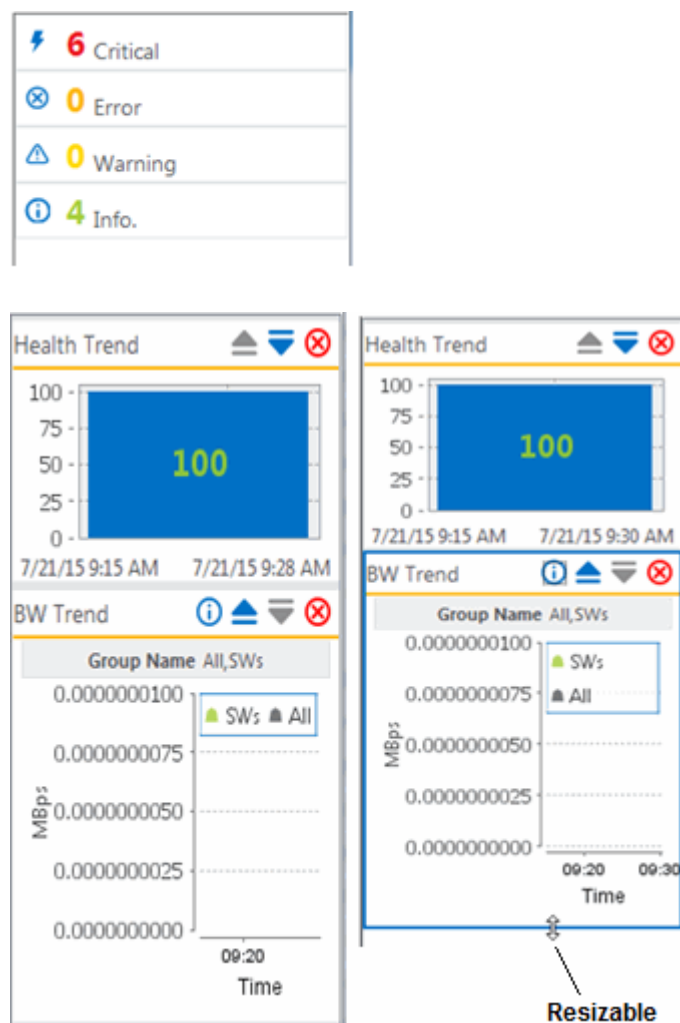 6 Critical
0 Error
0 Warning
4 Info.
Health Trend
100
75
50
25
0
100
7/21/15 9:15 AM 7/21/15 9:28 AM
BW Trend
Group Name All,SWs
0.0000000100
0.0000000075
0.0000000050
0.0000000025
0.0000000000
MBps
SWs All
09:20
Time
Health Trend
100
75
50
25
0
100
7/21/15 9:15 AM 7/21/15 9:30 AM
BW Trend
Group Name All,SWs
0.0000000100
0.0000000075
0.0000000050
0.0000000025
0.0000000000
MBps
SWs
All
09:20 09:30
Time
Resizable